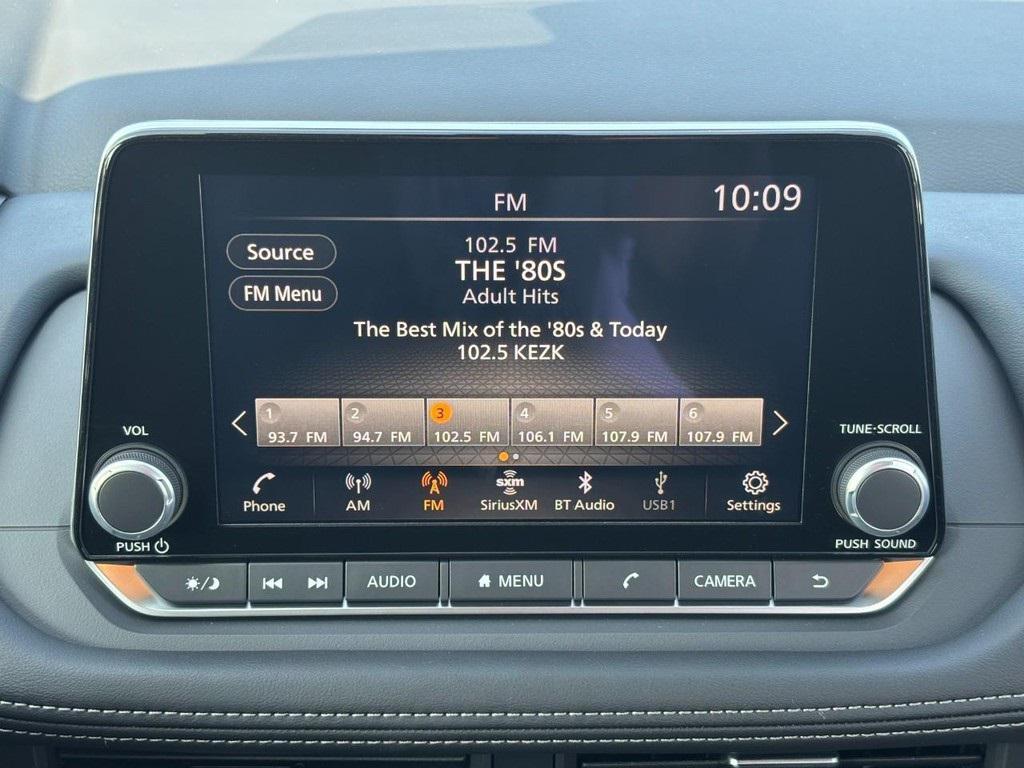 FM 10:09
Source
FM Menu
102.5 FM
THE '80S
Adult Hits
The Best Mix of the '80s & Today
102.5 KEZK
1 2 3 4 5 6
93.7 FM 94.7 FM 102.5 FM 106.1 FM 107.9 FM 107.9 FM
VOL
PUSH
TUNE·SCROLL
PUSH SOUND
sxm
Phone AM FM SiriusXM BT Audio USB1 Settings
AUDIO MENU CAMERA